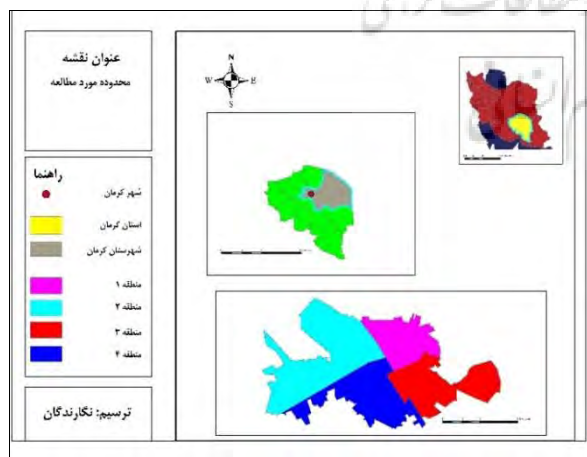 عنوان نقشه
محدوده مورد مطالعه
N
W E
S
راهنما
شهر کرمان
استان کرمان
شهرستان کرمان
منطقه ۱
منطقه ۲
منطقه ۳
منطقه ۴
ترسیم: نگارندگان